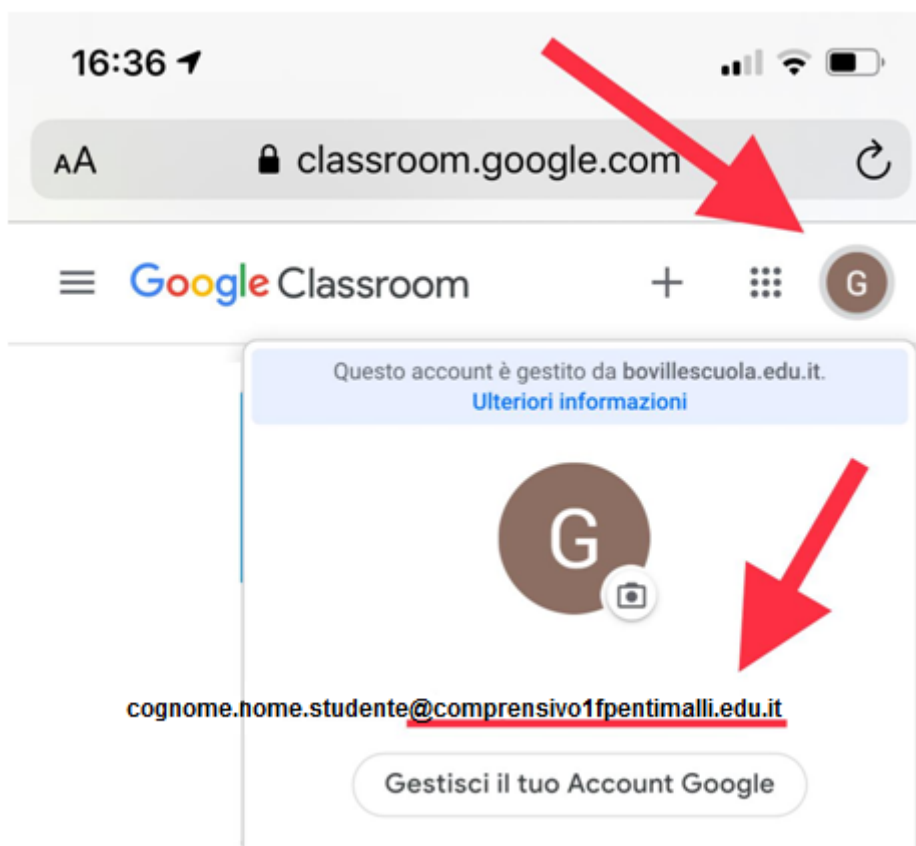 16:36
AA classroom.google.com
Google Classroom
G
Questo account è gestito da bovillescuola.edu.it.
Ulteriori informazioni
G
cognome.nome.studente@comprensivo1fpentimalli.edu.it
Gestisci il tuo Account Google